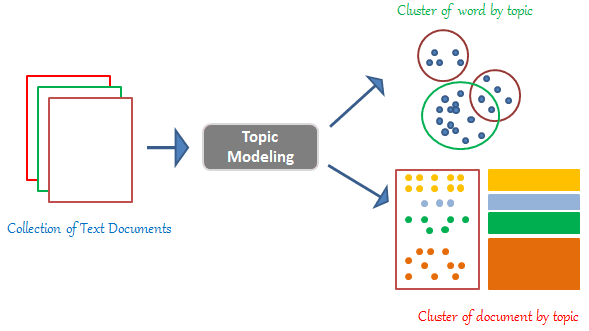 Cluster of word by topic
Topic
Modeling
Collection of Text Documents
Cluster of document by topic